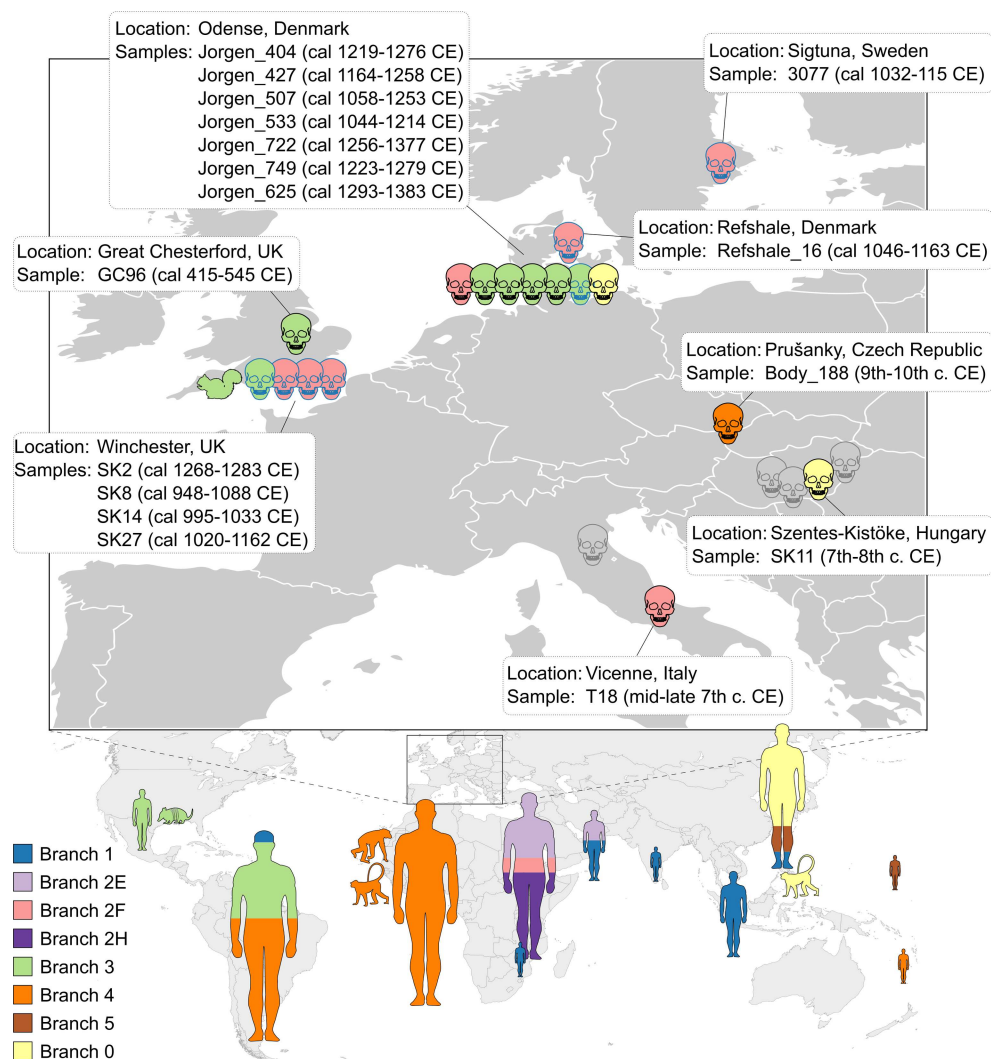 Location: Odense, Denmark
Samples: Jorgen_404 (cal 1219-1276 CE)
Jorgen_427 (cal 1164-1258 CE)
Jorgen_507 (cal 1058-1253 CE)
Jorgen_533 (cal 1044-1214 CE)
Jorgen_722 (cal 1256-1377 CE)
Jorgen_749 (cal 1223-1279 CE)
Jorgen_625 (cal 1293-1383 CE)
Location: Sigtuna, Sweden
Sample: 3077 (cal 1032-115 CE)
Location: Refshale, Denmark
Sample: Refshale_16 (cal 1046-1163 CE)
Location: Great Chesterford, UK
Sample: GC96 (cal 415-545 CE)
Location: Prušanky, Czech Republic
Sample: Body_188 (9th-10th c. CE)
Location: Winchester, UK
Samples: SK2 (cal 1268-1283 CE)
SK8 (cal 948-1088 CE)
SK14 (cal 995-1033 CE)
SK27 (cal 1020-1162 CE)
Location: Szentes-Kistöke, Hungary
Sample: SK11 (7th-8th c. CE)
Location: Vicenne, Italy
Sample: T18 (mid-late 7th c. CE)
Branch 1
Branch 2E
Branch 2F
Branch 2H
Branch 3
Branch 4
Branch 5
Branch 0